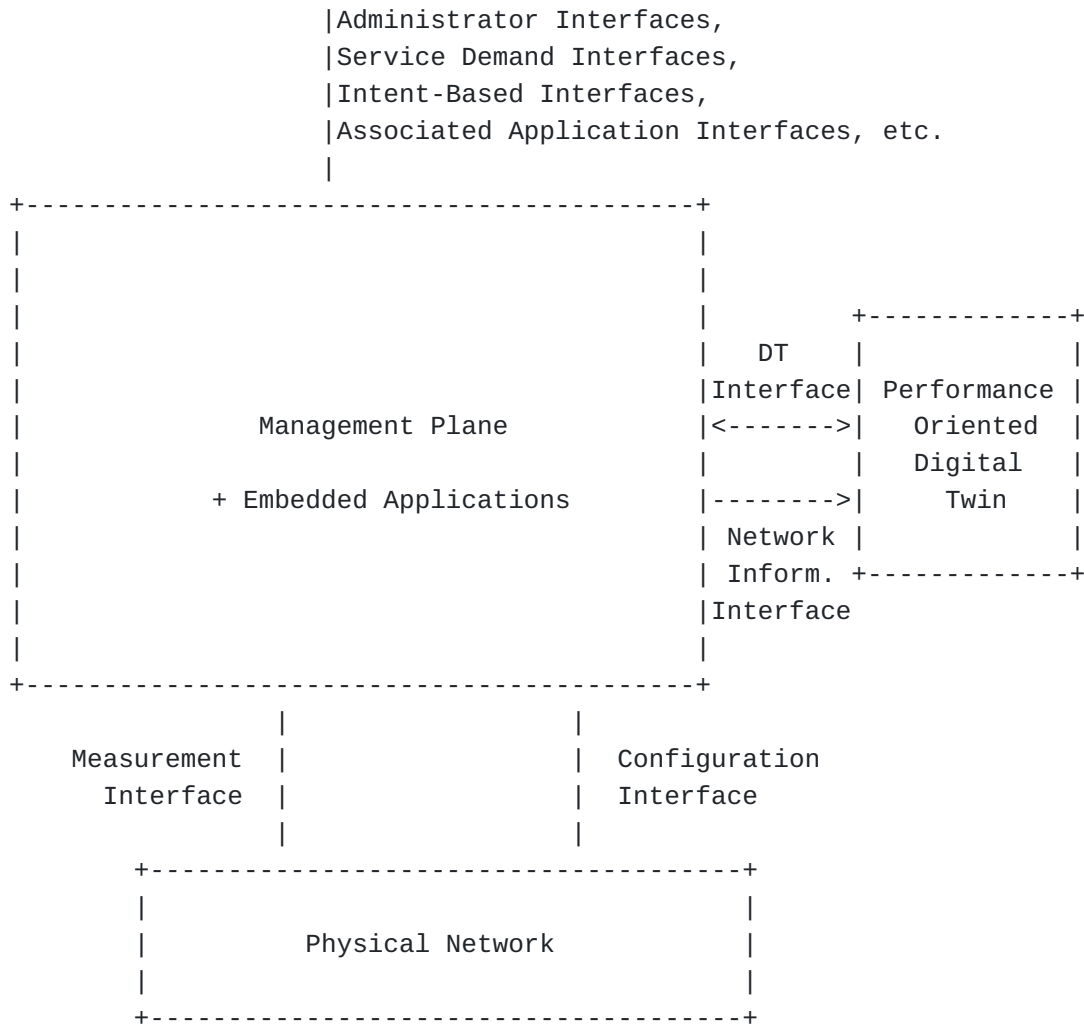 |Administrator Interfaces,
|Service Demand Interfaces,
|Intent-Based Interfaces,
|Associated Application Interfaces, etc.
DT
Interface
Performance
Management Plane
<------->
Oriented
Digital
+ Embedded Applications
-------->
Twin
Network
Inform.
Interface
Measurement
Configuration
Interface
Interface
Physical Network